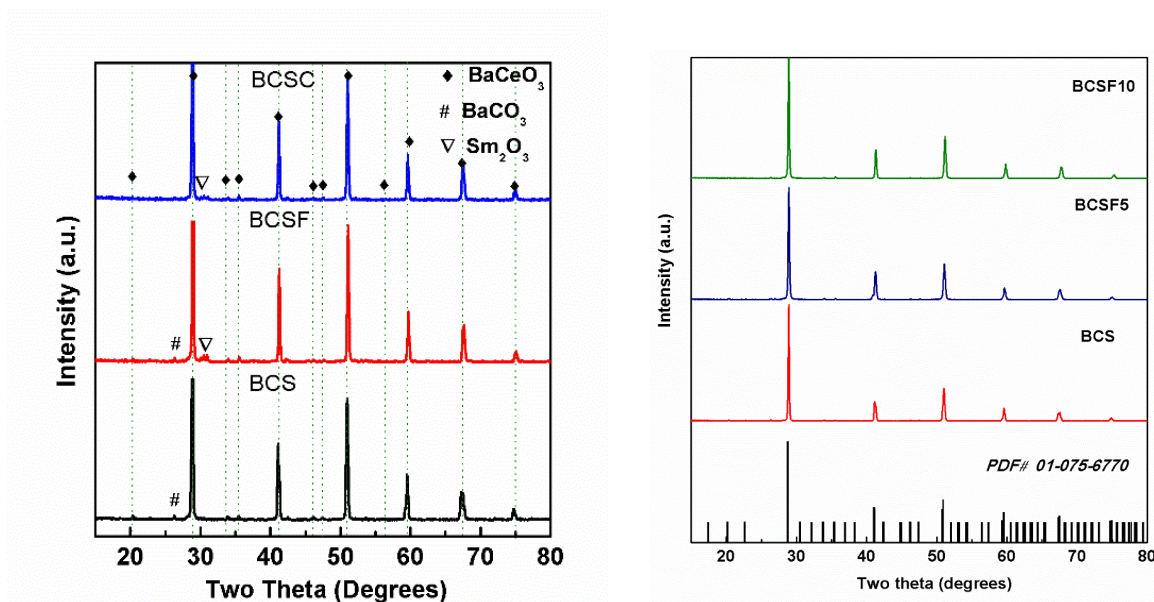 BCSC
♦ BaCeO₃
# BaCO₃
▽ Sm₂O₃
BCSF
#
BCS
#
Intensity (a.u.)
20 30 40 50 60 70 80
Two Theta (Degrees)
BCSF10
BCSF5
BCS
PDF# 01-075-6770
Intensity (a.u.)
20 30 40 50 60 70 80
Two theta (degrees)